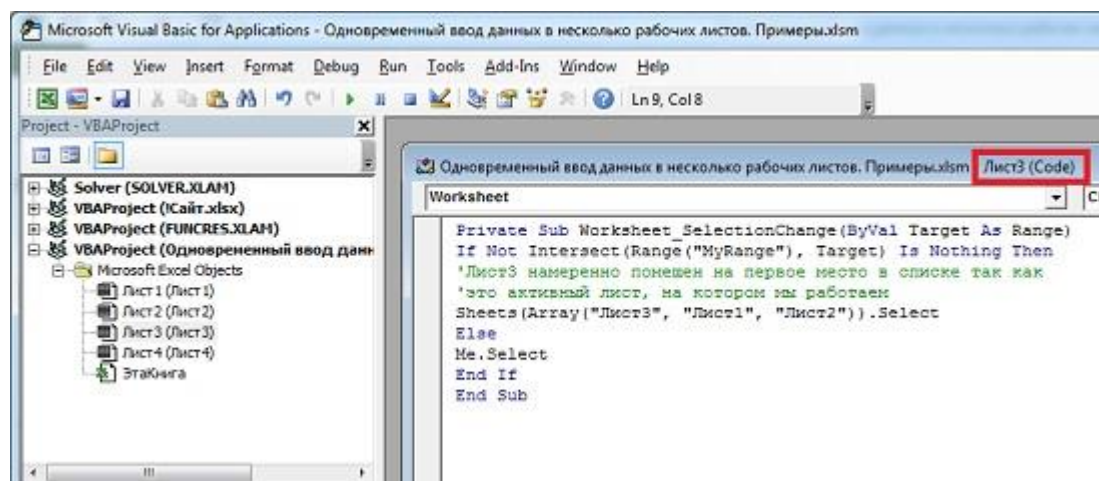 Microsoft Visual Basic for Applications - Одновременный ввод данных в несколько рабочих листов. Примеры.xlsm
File Edit View Insert Format Debug Run Tools Add-Ins Window Help
Ln 9, Col 8
Project - VBAProject
Solver (SOLVER.XLAM)
VBAProject (!Сайт.xlsx)
VBAProject (FUNCRES.XLAM)
VBAProject (Одновременный ввод данн
Microsoft Excel Objects
Лист1 (Лист1)
Лист2 (Лист2)
Лист3 (Лист3)
Лист4 (Лист4)
ЭтаКнига
Одновременный ввод данных в несколько рабочих листов. Примеры.xlsm Лист3 (Code)
Worksheet
Private Sub Worksheet_SelectionChange(ByVal Target As Range)
If Not Intersect(Range("MyRange"), Target) Is Nothing Then
'Лист3 намеренно помещен на первое место в списке так как
'это активный лист, на котором мы работаем
Sheets(Array("Лист3", "Лист1", "Лист2")).Select
Else
Me.Select
End If
End Sub